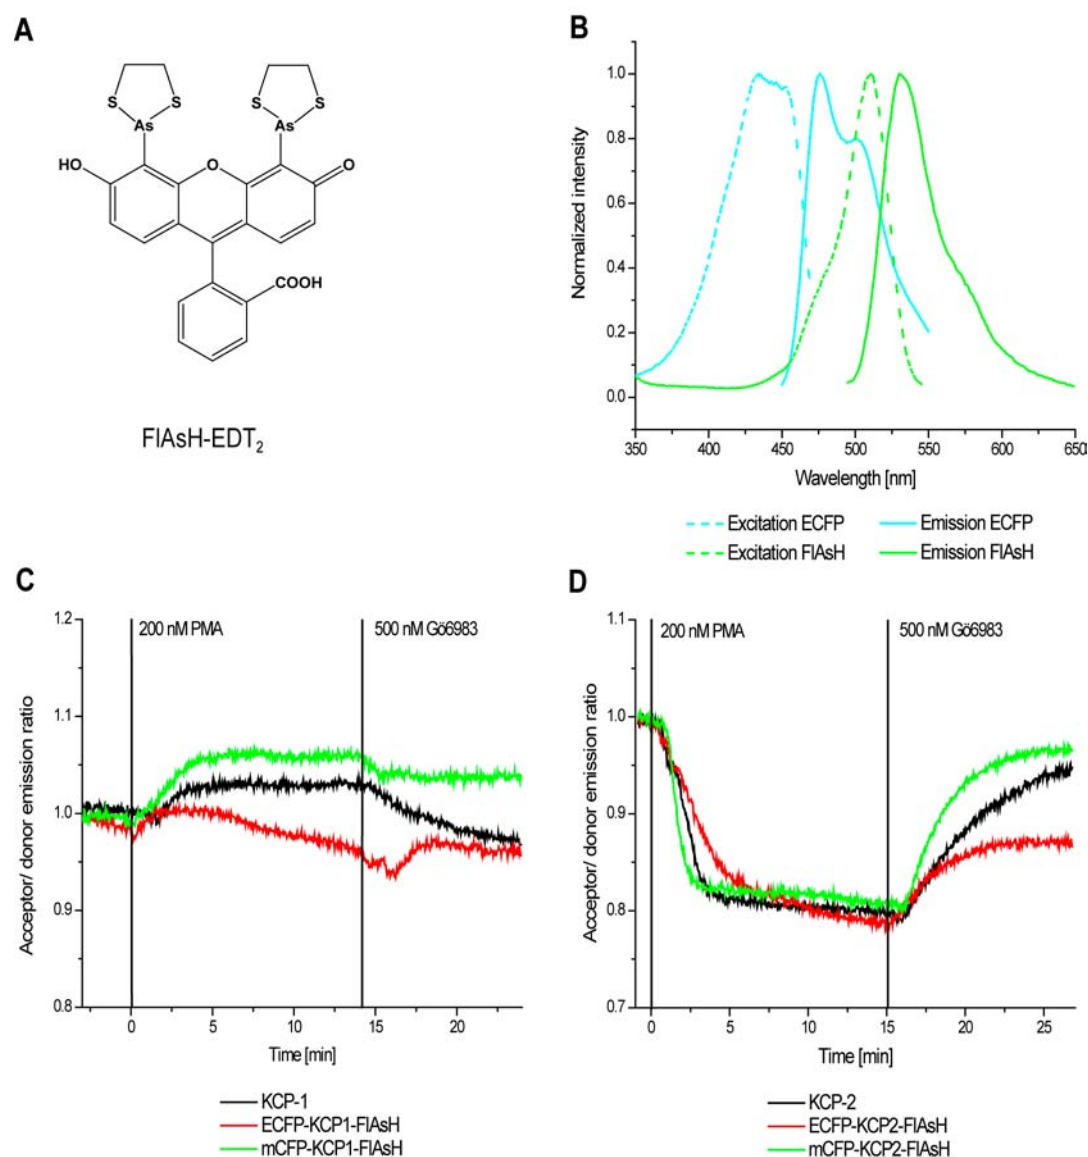 A
S
S
S
S
As
As
HO
O
O
COOH
FlAsH-EDT2
B
Normalized intensity
1.0
0.8
0.6
0.4
0.2
0.0
350 400 450 500 550 600 650
Wavelength [nm]
Excitation ECFP
Emission ECFP
Excitation FlAsH
Emission FlAsH
C
Acceptor/ donor emission ratio
1.2
1.1
1.0
0.9
0.8
200 nM PMA
500 nM Gö6983
0 5 10 15 20
Time [min]
KCP-1
ECFP-KCP1-FlAsH
mCFP-KCP1-FlAsH
D
Acceptor/ donor emission ratio
1.1
1.0
0.9
0.8
0.7
200 nM PMA
500 nM Gö6983
0 5 10 15 20 25
Time [min]
KCP-2
ECFP-KCP2-FlAsH
mCFP-KCP2-FlAsH